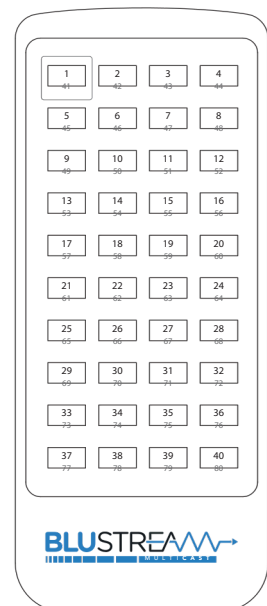 1 2 3 4
41 42 43 44
5 6 7 8
45 46 47 48
9 10 11 12
49 50 51 52
13 14 15 16
53 54 55 56
17 18 19 20
57 58 59 60
21 22 23 24
61 62 63 64
25 26 27 28
65 66 67 68
29 30 31 32
69 70 71 72
33 34 35 36
73 74 75 76
37 38 39 40
77 78 79 80
BLUSTREAM
MULTICAST